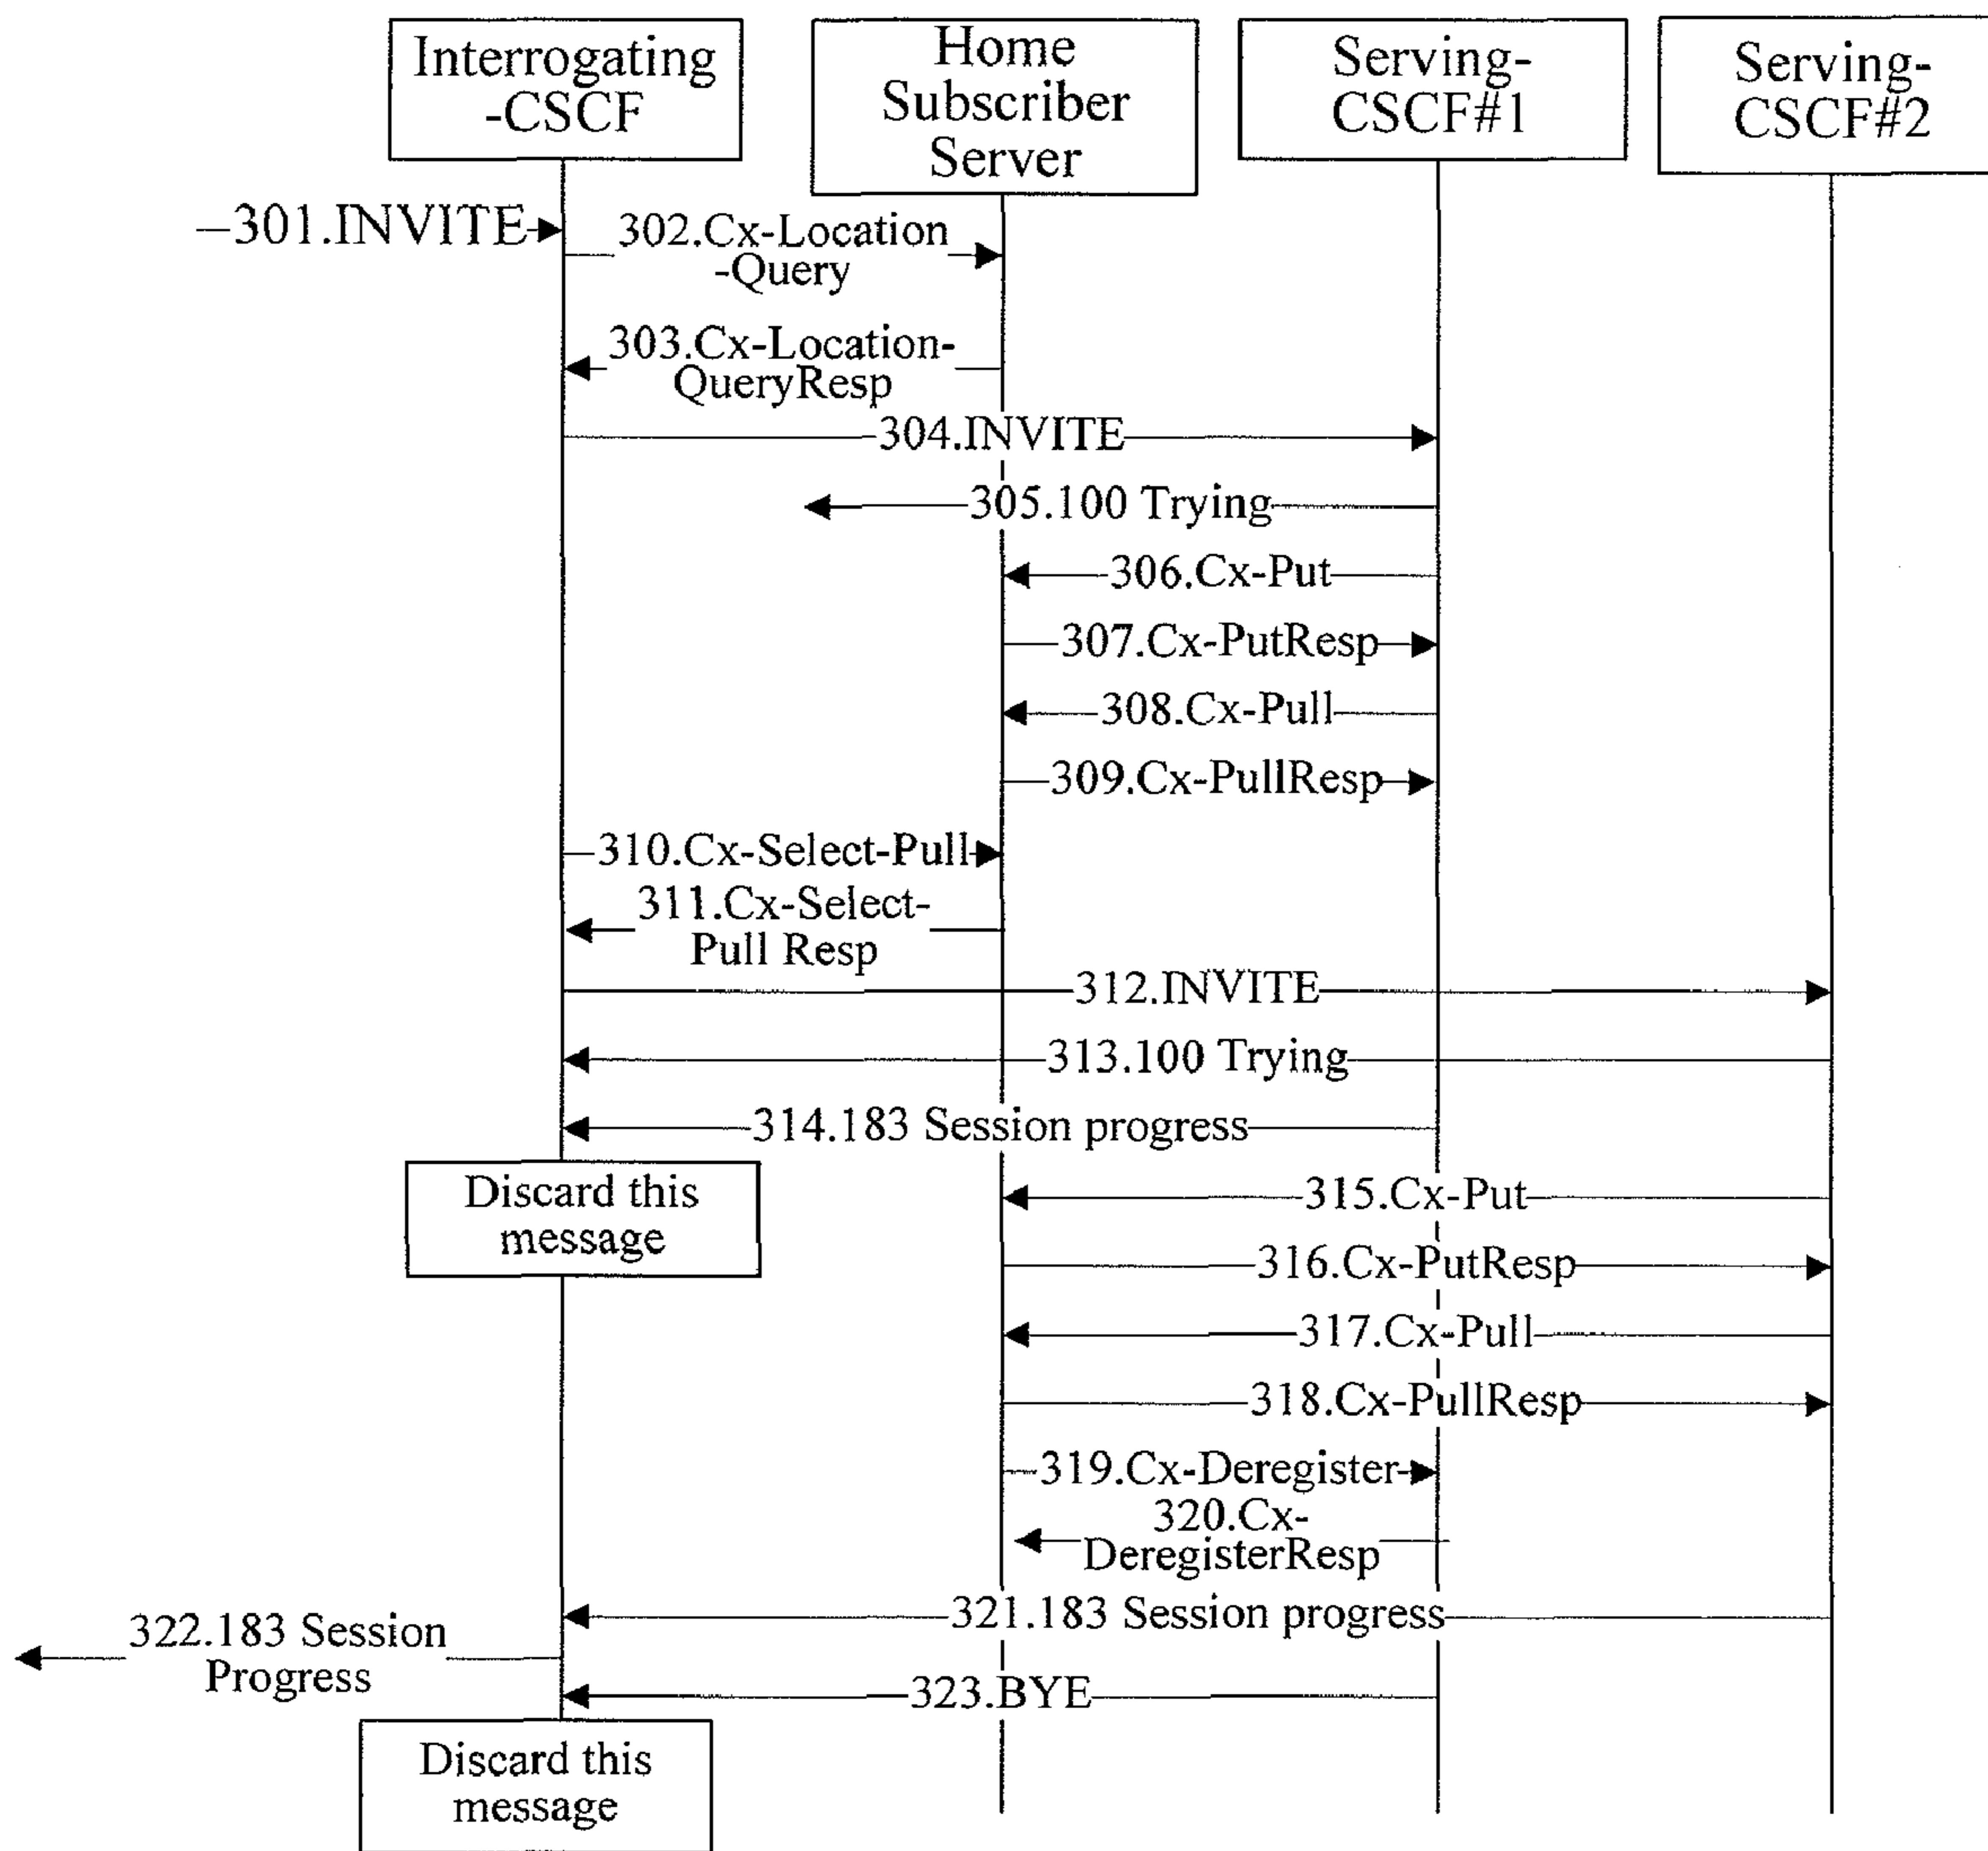 Interrogating
-CSCF
Home
Subscriber
Server
Serving-
CSCF#1
Serving-
CSCF#2
301.INVITE
302.Cx-Location
-Query
303.Cx-Location-
QueryResp
304.INVITE
305.100 Trying
306.Cx-Put
307.Cx-PutResp
308.Cx-Pull
309.Cx-PullResp
310.Cx-Select-Pull
311.Cx-Select-
Pull Resp
312.INVITE
313.100 Trying
314.183 Session progress
Discard this
message
315.Cx-Put
316.Cx-PutResp
317.Cx-Pull
318.Cx-PullResp
319.Cx-Deregister
320.Cx-
DeregisterResp
321.183 Session progress
322.183 Session
Progress
323.BYE
Discard this
message